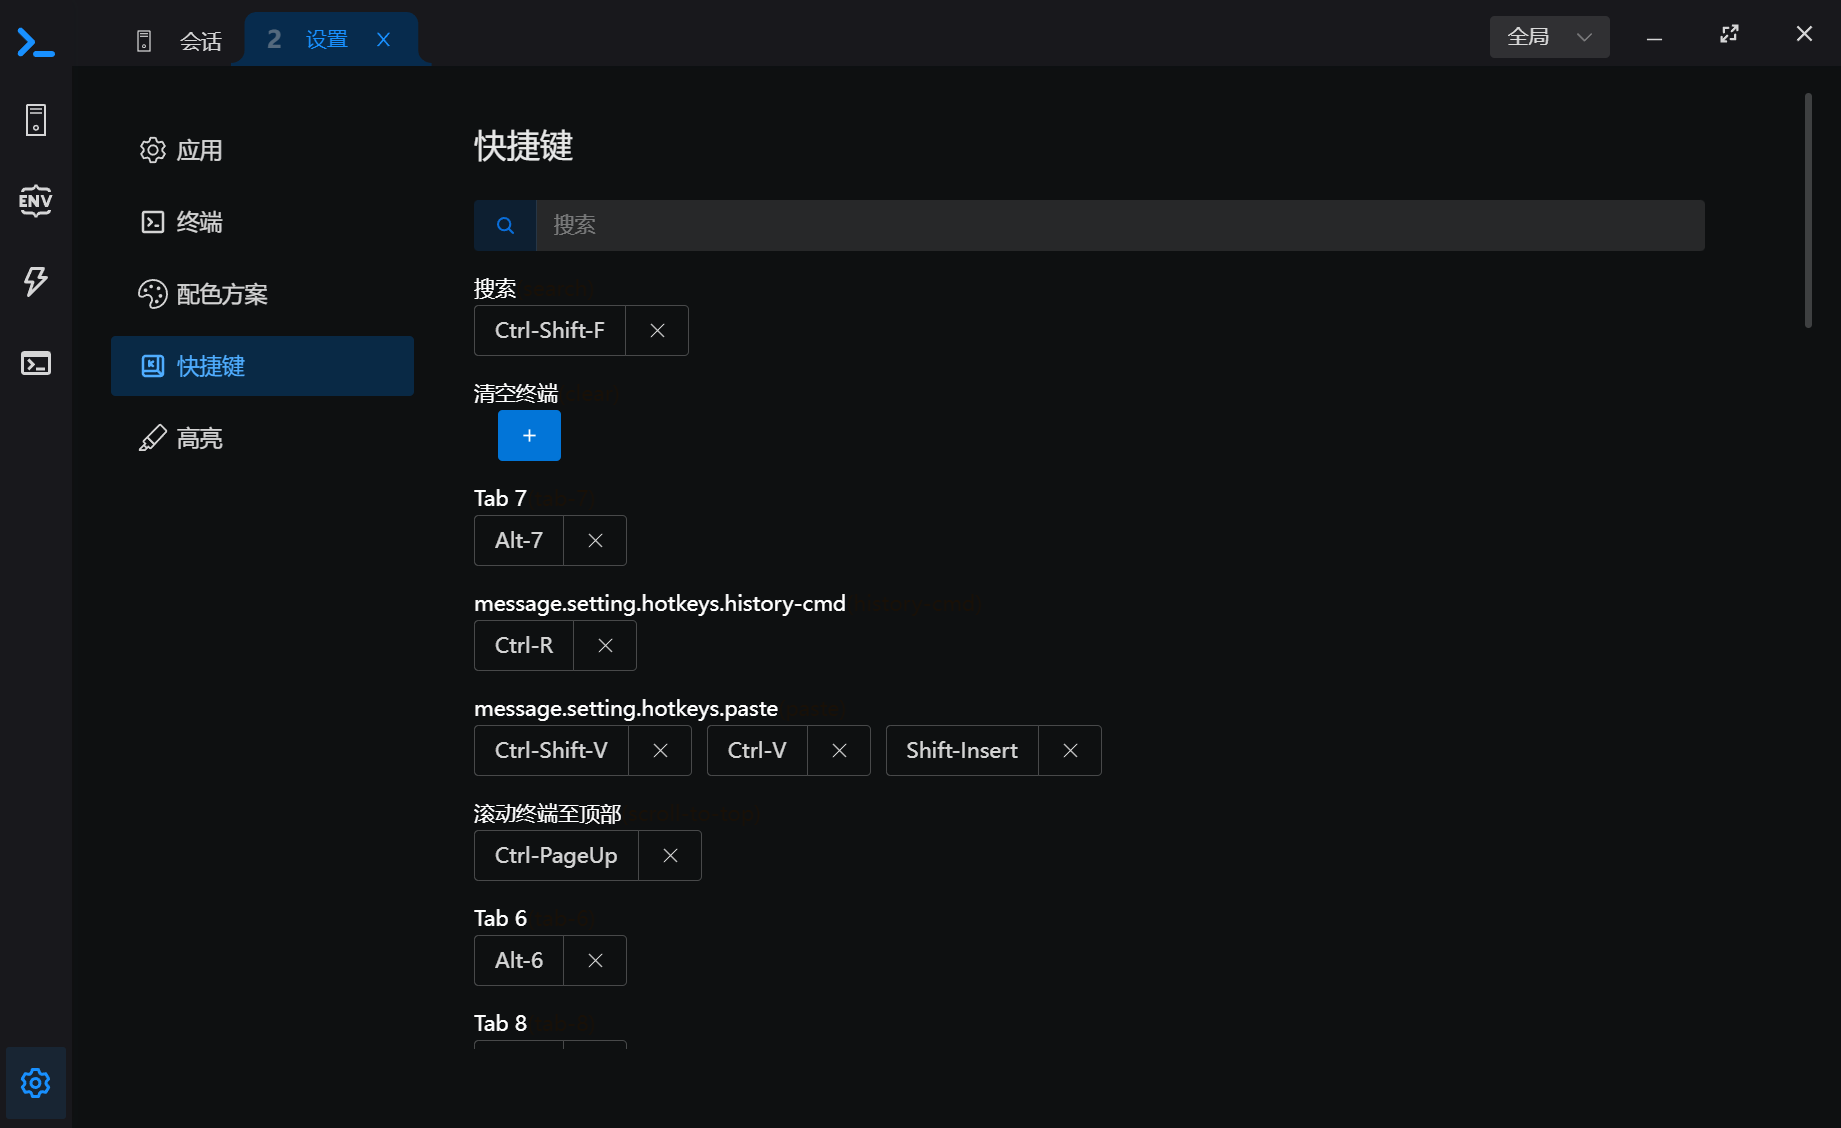 会话
2 设置
全局
ENV
应用
终端
配色方案
快捷键
高亮
快捷键
搜索
搜索
Ctrl-Shift-F
清空终端
+
Tab 7
Alt-7
message.setting.hotkeys.history-cmd
Ctrl-R
message.setting.hotkeys.paste
Ctrl-Shift-V Ctrl-V Shift-Insert
滚动终端至顶部
Ctrl-PageUp
Tab 6
Alt-6
Tab 8